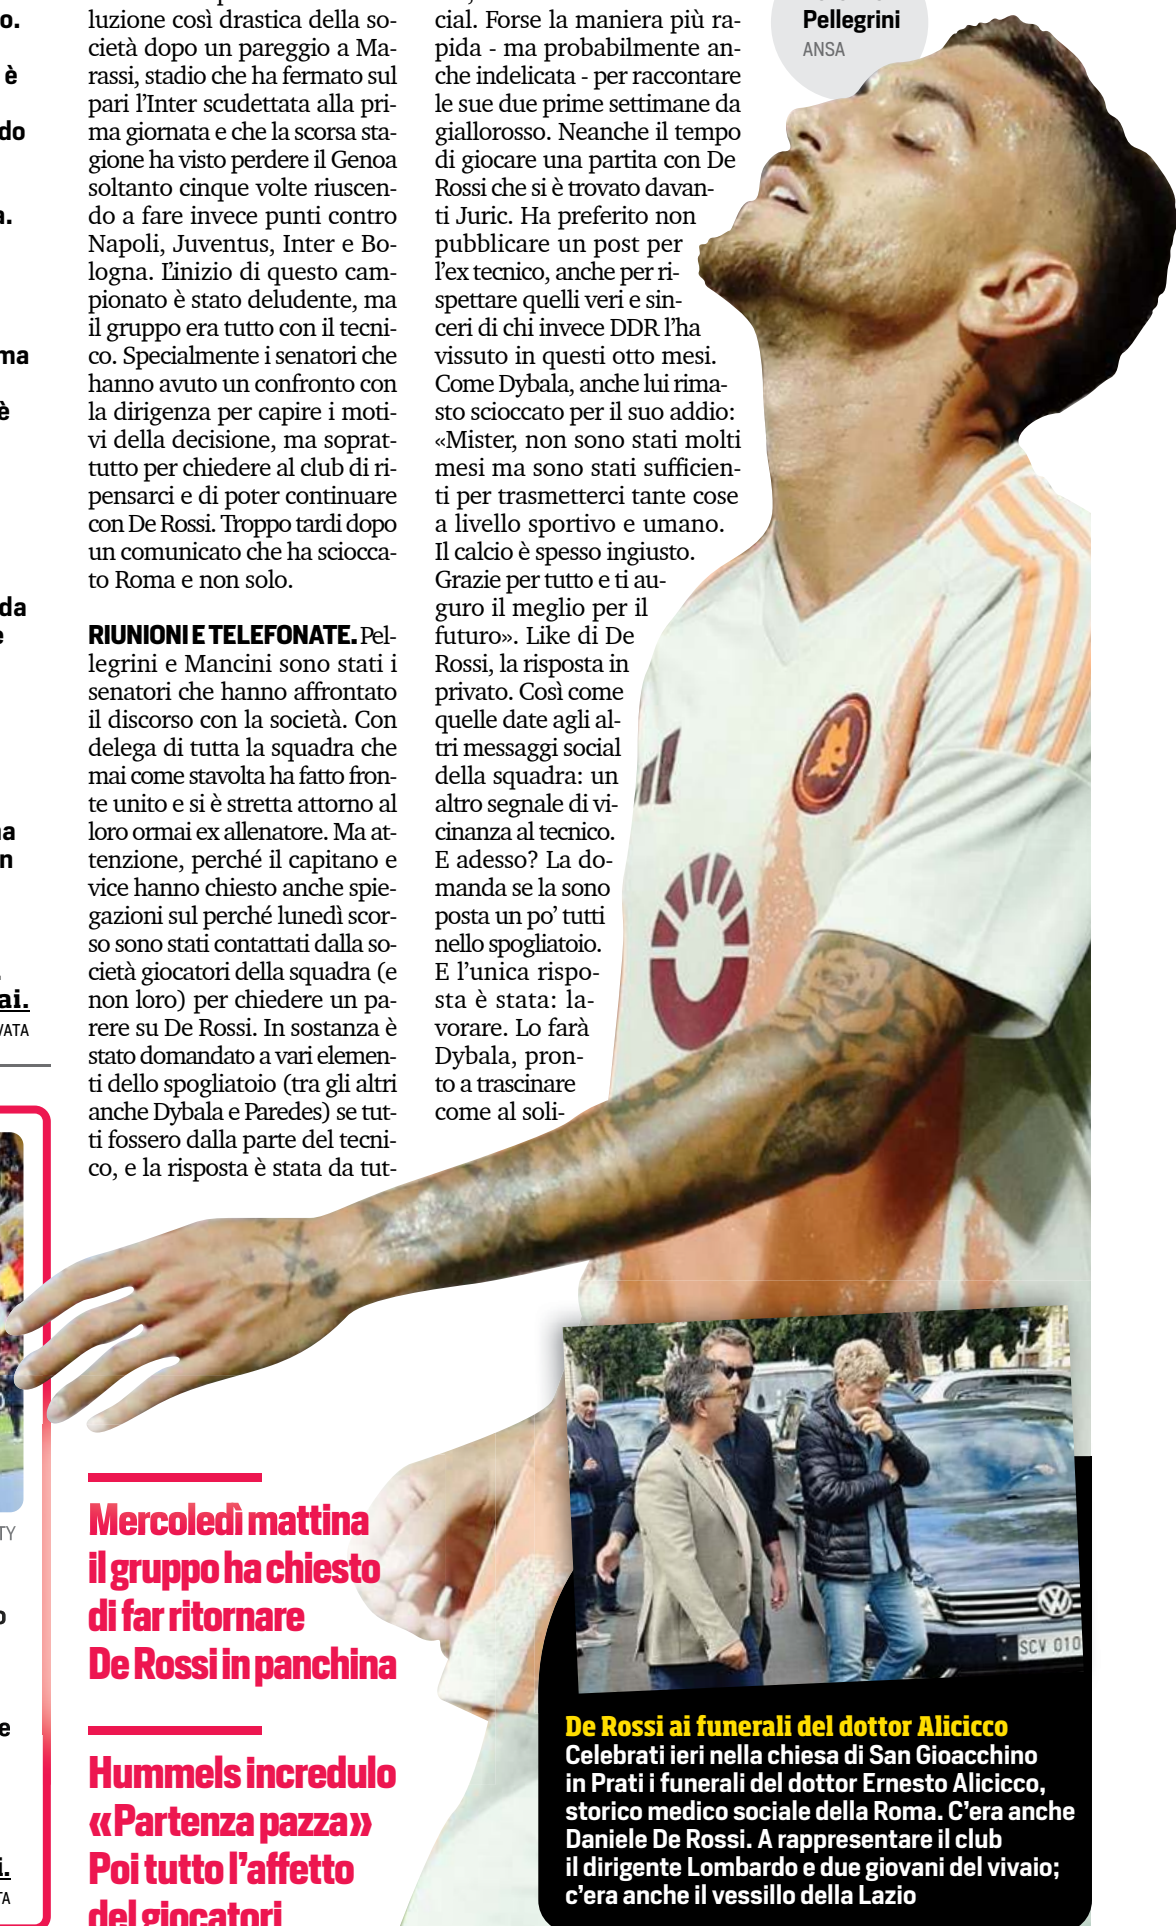 o.
è
do
a.
ma
è
da
e
na
n
ai.
VATA
TY
o
e
i.
TA
luzione così drastica della so-
cietà dopo un pareggio a Ma-
rassi, stadio che ha fermato sul
pari l’Inter scudettata alla pri-
ma giornata e che la scorsa sta-
gione ha visto perdere il Genoa
soltanto cinque volte riuscen-
do a fare invece punti contro
Napoli, Juventus, Inter e Bo-
logna. L’inizio di questo cam-
pionato è stato deludente, ma
il gruppo era tutto con il tecni-
co. Specialmente i senatori che
hanno avuto un confronto con
la dirigenza per capire i moti-
vi della decisione, ma soprat-
tutto per chiedere al club di ri-
pensarci e di poter continuare
con De Rossi. Troppo tardi dopo
un comunicato che ha sciocca-
to Roma e non solo.
RIUNIONI E TELEFONATE. Pel-
legrini e Mancini sono stati i
senatori che hanno affrontato
il discorso con la società. Con
delega di tutta la squadra che
mai come stavolta ha fatto fron-
te unito e si è stretta attorno al
loro ormai ex allenatore. Ma at-
tenzione, perché il capitano e
vice hanno chiesto anche spie-
gazioni sul perché lunedì scor-
so sono stati contattati dalla so-
cietà giocatori della squadra (e
non loro) per chiedere un pa-
rere su De Rossi. In sostanza è
stato domandato a vari elemen-
ti dello spogliatoio (tra gli altri
anche Dybala e Paredes) se tut-
ti fossero dalla parte del tecni-
co, e la risposta è stata da tut-
cial. Forse la maniera più ra-
pida - ma probabilmente an-
che indelicata - per raccontare
le sue due prime settimane da
giallorosso. Neanche il tempo
di giocare una partita con De
Rossi che si è trovato davan-
ti Juric. Ha preferito non
pubblicare un post per
l’ex tecnico, anche per ri-
spettare quelli veri e sin-
ceri di chi invece DDR l’ha
vissuto in questi otto mesi.
Come Dybala, anche lui rima-
sto scioccato per il suo addio:
«Mister, non sono stati molti
mesi ma sono stati sufficien-
ti per trasmetterci tante cose
a livello sportivo e umano.
Il calcio è spesso ingiusto.
Grazie per tutto e ti au-
guro il meglio per il
futuro». Like di De
Rossi, la risposta in
privato. Così come
quelle date agli al-
tri messaggi social
della squadra: un
altro segnale di vi-
cinanza al tecnico.
E adesso? La do-
manda se la sono
posta un po’ tutti
nello spogliatoio.
E l’unica rispo-
sta è stata: la-
vorare. Lo farà
Dybala, pron-
to a trascinare
come al soli-
Pellegrini
ANSA
Mercoledì mattina
il gruppo ha chiesto
di far ritornare
De Rossi in panchina
Hummels incredulo
«Partenza pazza»
Poi tutto l’affetto
del giocatori
SCV 010
De Rossi ai funerali del dottor Alicicco
Celebrati ieri nella chiesa di San Gioacchino
in Prati i funerali del dottor Ernesto Alicicco,
storico medico sociale della Roma. C’era anche
Daniele De Rossi. A rappresentare il club
il dirigente Lombardo e due giovani del vivaio;
c’era anche il vessillo della Lazio